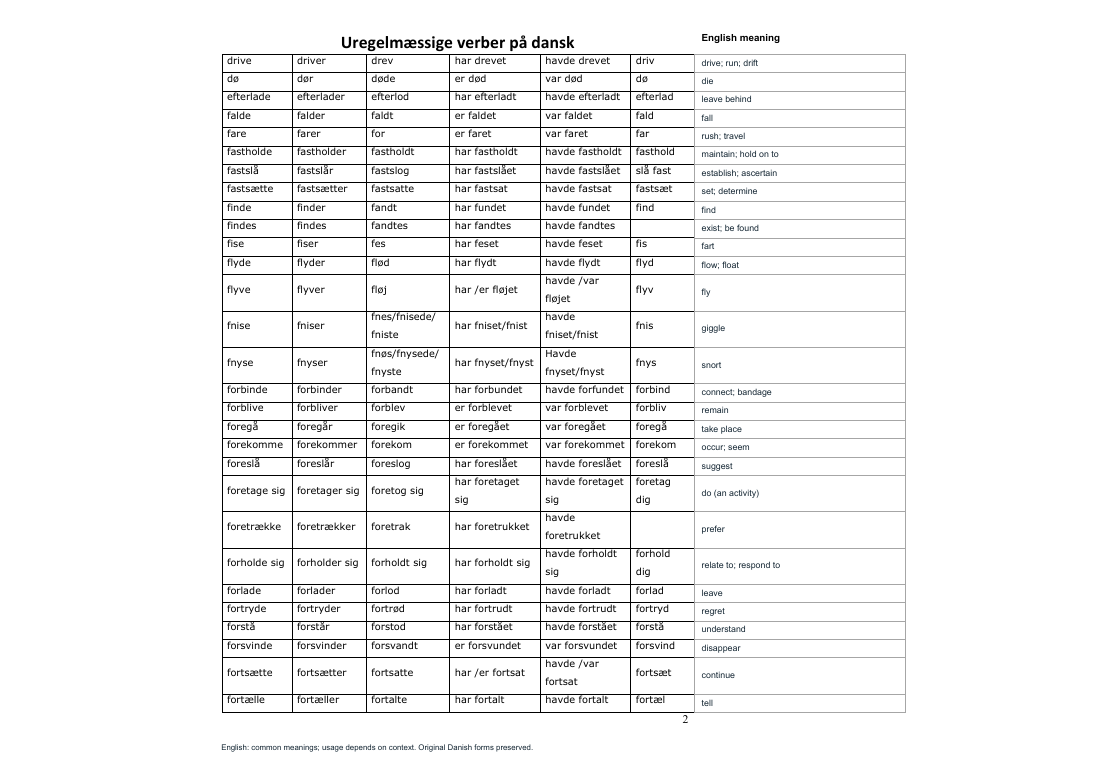 Uregelmæssige verber på dansk English meaning
drive driver drev har drevet havde drevet driv drive; run; drift
dø dør døde er død var død dø die
efterlade efterlader efterlod har efterladt havde efterladt efterlad leave behind
falde falder faldt er faldet var faldet fald fall
fare farer for er faret var faret far rush; travel
fastholde fastholder fastholdt har fastholdt havde fastholdt fasthold maintain; hold on to
fastslå fastslår fastslog har fastslået havde fastslået slå fast establish; ascertain
fastsætte fastsætter fastsatte har fastsat havde fastsat fastsæt set; determine
finde finder fandt har fundet havde fundet find find
findes findes fandtes har fandtes havde fandtes exist; be found
fise fiser fes har feset havde feset fis fart
flyde flyder flød har flydt havde flydt flyd flow; float
flyve flyver fløj har /er fløjet havde /var fløjet flyv fly
fnise fniser fnes/fnisede/ fniste har fniset/fnist havde fniset/fnist fnis giggle
fnyse fnyser fnøs/fnysede/ fnyste har fnyset/fnyst Havde fnyset/fnyst fnys snort
forbinde forbinder forbandt har forbundet havde forfundet forbind connect; bandage
forblive forbliver forblev er forblevet var forblevet forbliv remain
foregå foregår foregik er foregået var foregået foregå take place
forekomme forekommer forekom er forekommet var forekommet forekom occur; seem
foreslå foreslår foreslog har foreslået havde foreslået foreslå suggest
foretage sig foretager sig foretog sig har foretaget sig havde foretaget sig foretag dig do (an activity)
foretrække foretrækker foretrak har foretrukket havde foretrukket prefer
forholde sig forholder sig forholdt sig har forholdt sig havde forholdt sig forhold dig relate to; respond to
forlade forlader forlod har forladt havde forladt forlad leave
fortryde fortryder fortrød har fortrudt havde fortrudt fortryd regret
forstå forstår forstod har forstået havde forstået forstå understand
forsvinde forsvinder forsvandt er forsvundet var forsvundet forsvind disappear
fortsætte fortsætter fortsatte har /er fortsat havde /var fortsat fortsæt continue
fortælle fortæller fortalte har fortalt havde fortalt fortæl tell
2
English: common meanings; usage depends on context. Original Danish forms preserved.